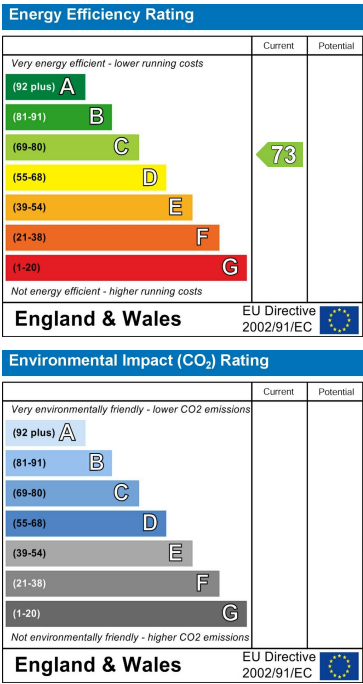 Energy Efficiency Rating
Current Potential
Very energy efficient - lower running costs
(92 plus) A
(81-91) B
(69-80) C
73
(55-68) D
(39-54) E
(21-38) F
(1-20) G
Not energy efficient - higher running costs
England & Wales
EU Directive
2002/91/EC
Environmental Impact (CO₂) Rating
Current Potential
Very environmentally friendly - lower CO2 emissions
(92 plus) A
(81-91) B
(69-80) C
(55-68) D
(39-54) E
(21-38) F
(1-20) G
Not environmentally friendly - higher CO2 emissions
England & Wales
EU Directive
2002/91/EC